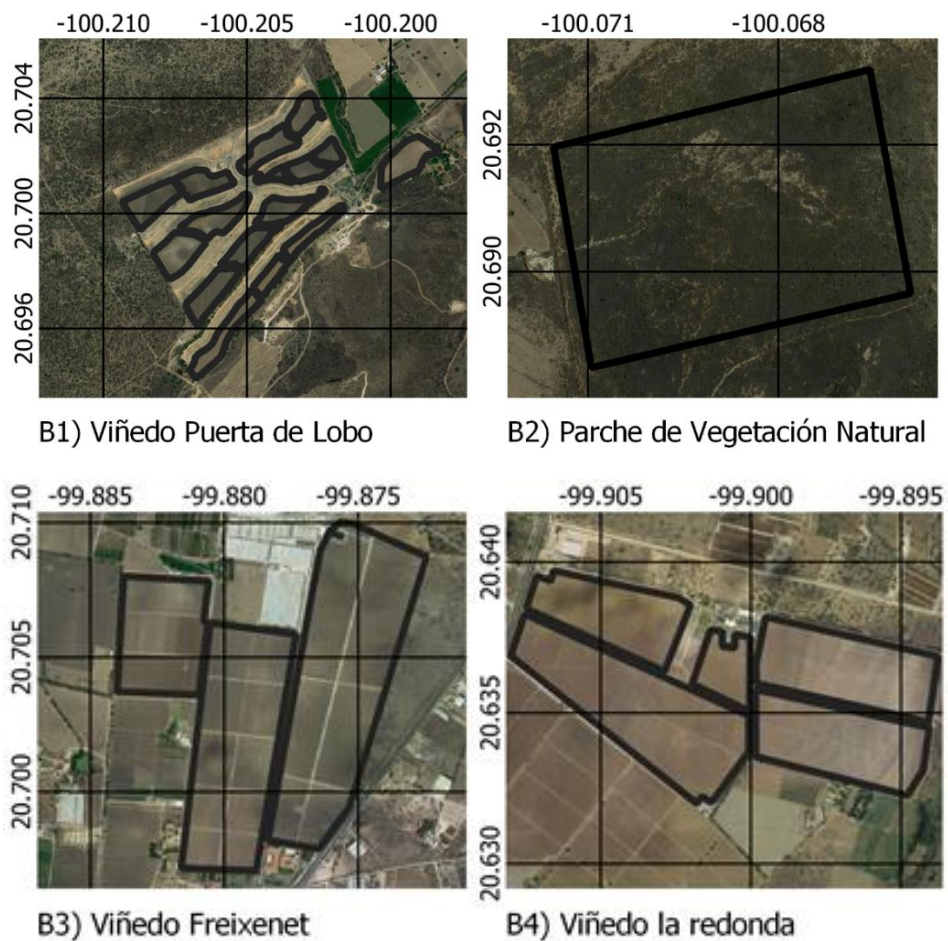 -100.210 -100.205 -100.200
20.704
20.700
20.696
B1) Viñedo Puerta de Lobo
-100.071 -100.068
20.692
20.690
B2) Parche de Vegetación Natural
-99.885 -99.880 -99.875
20.710
20.705
20.700
B3) Viñedo Freixenet
-99.905 -99.900 -99.895
20.640
20.635
20.630
B4) Viñedo la redonda